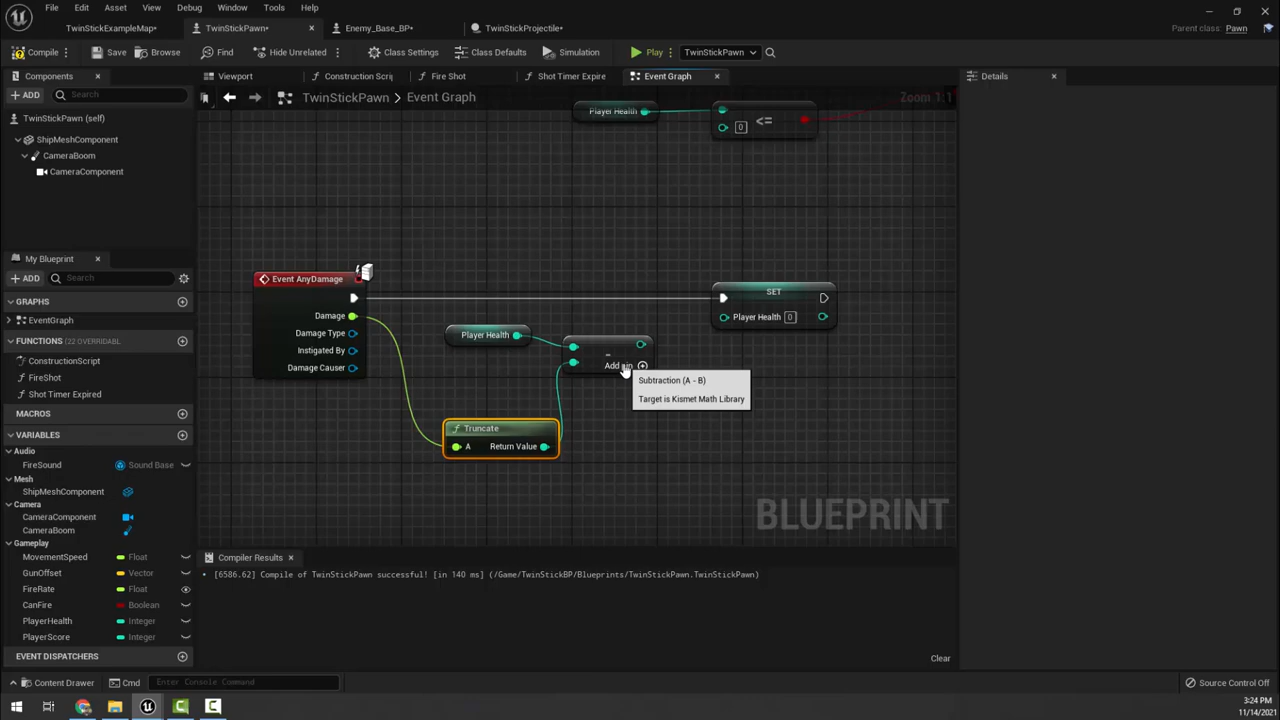 File Edit Asset View Debug Window Tools Help
TwinStickExampleMap•
TwinStickPawn•
Enemy_Base_BP•
TwinStickProjectile•
Parent class: Pawn
Compile
Save
Browse
Find
Hide Unrelated
Class Settings
Class Defaults
Simulation
Play
TwinStickPawn
Components
Viewport
Construction Scrip
Fire Shot
Shot Timer Expire
Event Graph
Details
ADD
Search
TwinStickPawn > Event Graph
Zoom 1:1
TwinStickPawn (self)
ShipMeshComponent
CameraBoom
CameraComponent
Player Health
0
<=
My Blueprint
ADD
Search
GRAPHS
EventGraph
FUNCTIONS (22 OVERRIDABL
ConstructionScript
FireShot
Shot Timer Expired
MACROS
VARIABLES
Audio
FireSound Sound Base
Mesh
ShipMeshComponent
Camera
CameraComponent
CameraBoom
Gameplay
MovementSpeed Float
GunOffset Vector
FireRate Float
CanFire Boolean
PlayerHealth Integer
PlayerScore Integer
EVENT DISPATCHERS
Event AnyDamage
Damage
Damage Type
Instigated By
Damage Causer
Player Health
-
Add pin
SET
Player Health 0
Subtraction (A - B)
Target is Kismet Math Library
f Truncate
A Return Value
BLUEPRINT
Compiler Results
[6586.62] Compile of TwinStickPawn successful! [in 140 ms] (/Game/TwinStickBP/Blueprints/TwinStickPawn.TwinStickPawn)
Clear
Content Drawer
Cmd
Enter Console Command
Source Control Off
3:24 PM
11/14/2021